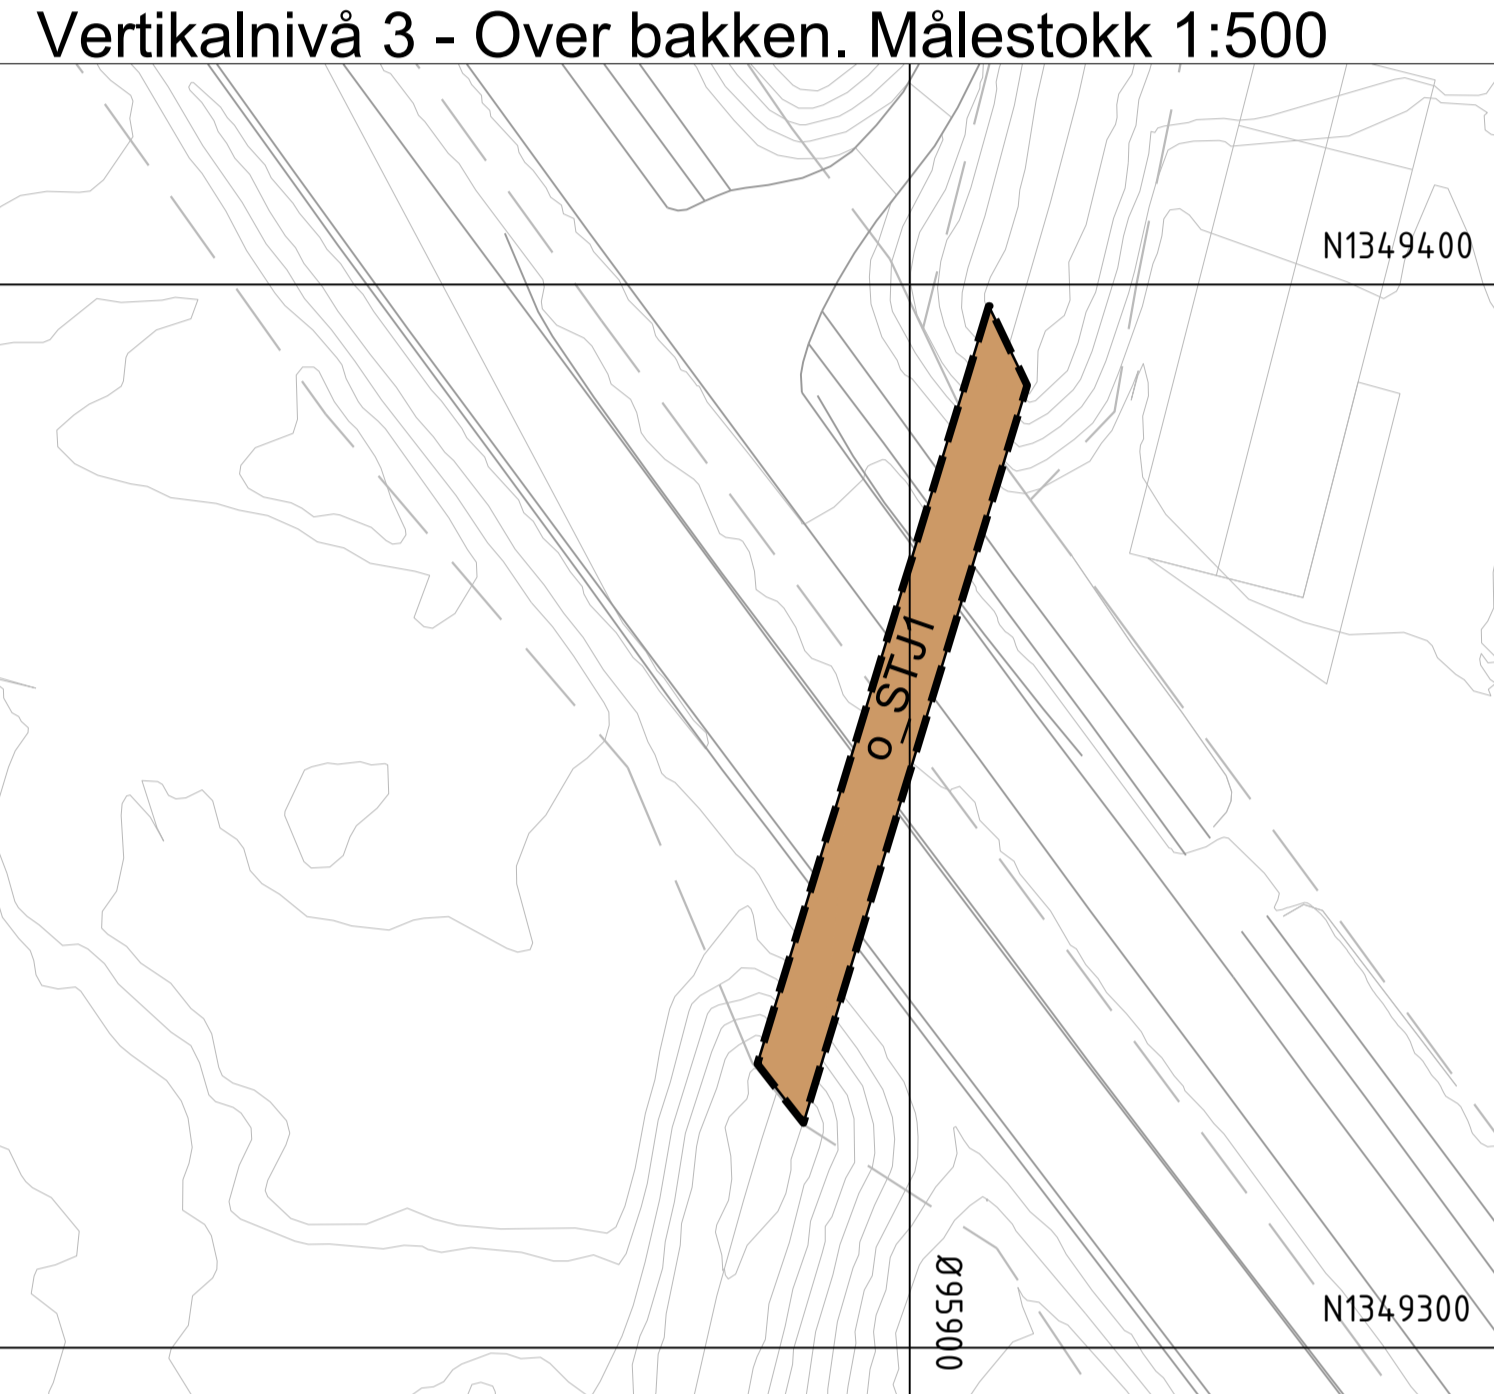 Vertikalnivå 3 - Over bakken. Målestokk 1:500
N1349400
o_STJ1
Ø95900
N1349300